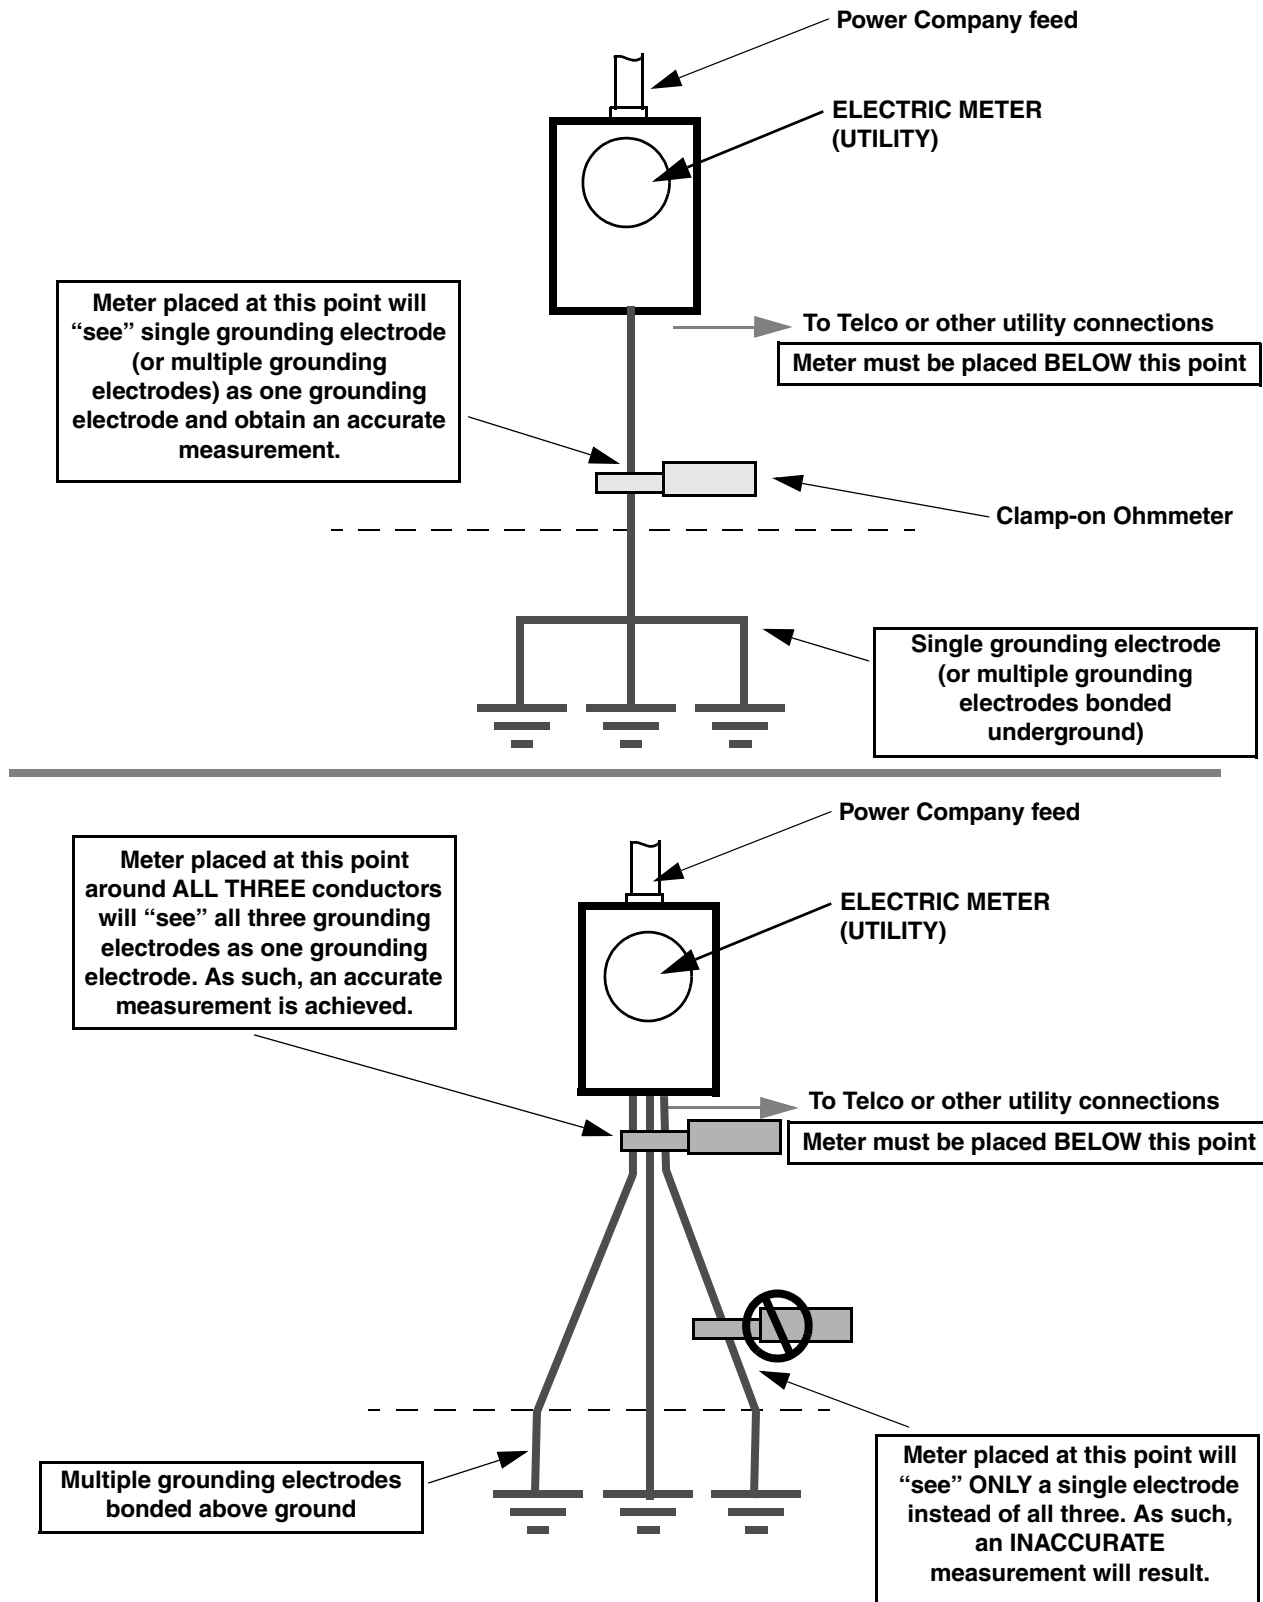 Power Company feed
ELECTRIC METER
(UTILITY)
Meter placed at this point will
“see” single grounding electrode
(or multiple grounding
electrodes) as one grounding
electrode and obtain an accurate
measurement.
To Telco or other utility connections
Meter must be placed BELOW this point
Clamp-on Ohmmeter
Single grounding electrode
(or multiple grounding
electrodes bonded
underground)
Power Company feed
Meter placed at this point
around ALL THREE conductors
will “see” all three grounding
electrodes as one grounding
electrode. As such, an accurate
measurement is achieved.
ELECTRIC METER
(UTILITY)
To Telco or other utility connections
Meter must be placed BELOW this point
Multiple grounding electrodes
bonded above ground
Meter placed at this point will
“see” ONLY a single electrode
instead of all three. As such,
an INACCURATE
measurement will result.